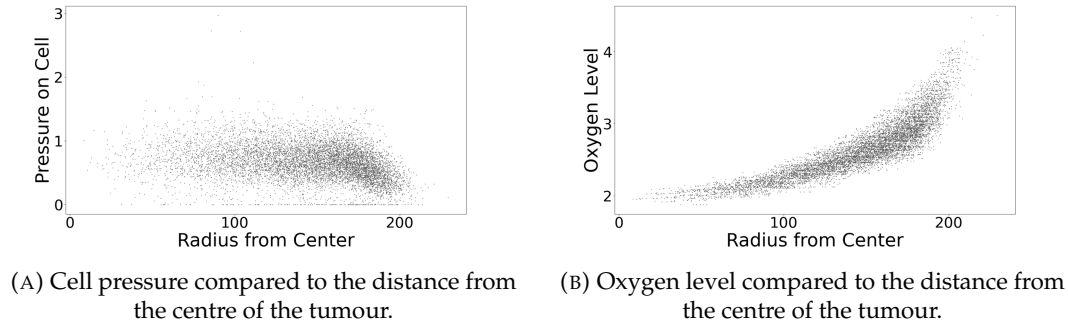 3
2
1
0
Pressure on Cell
0 100 200
Radius from Center
4
3
2
Oxygen Level
0 100 200
Radius from Center
(A) Cell pressure compared to the distance from
the centre of the tumour.
(B) Oxygen level compared to the distance from
the centre of the tumour.